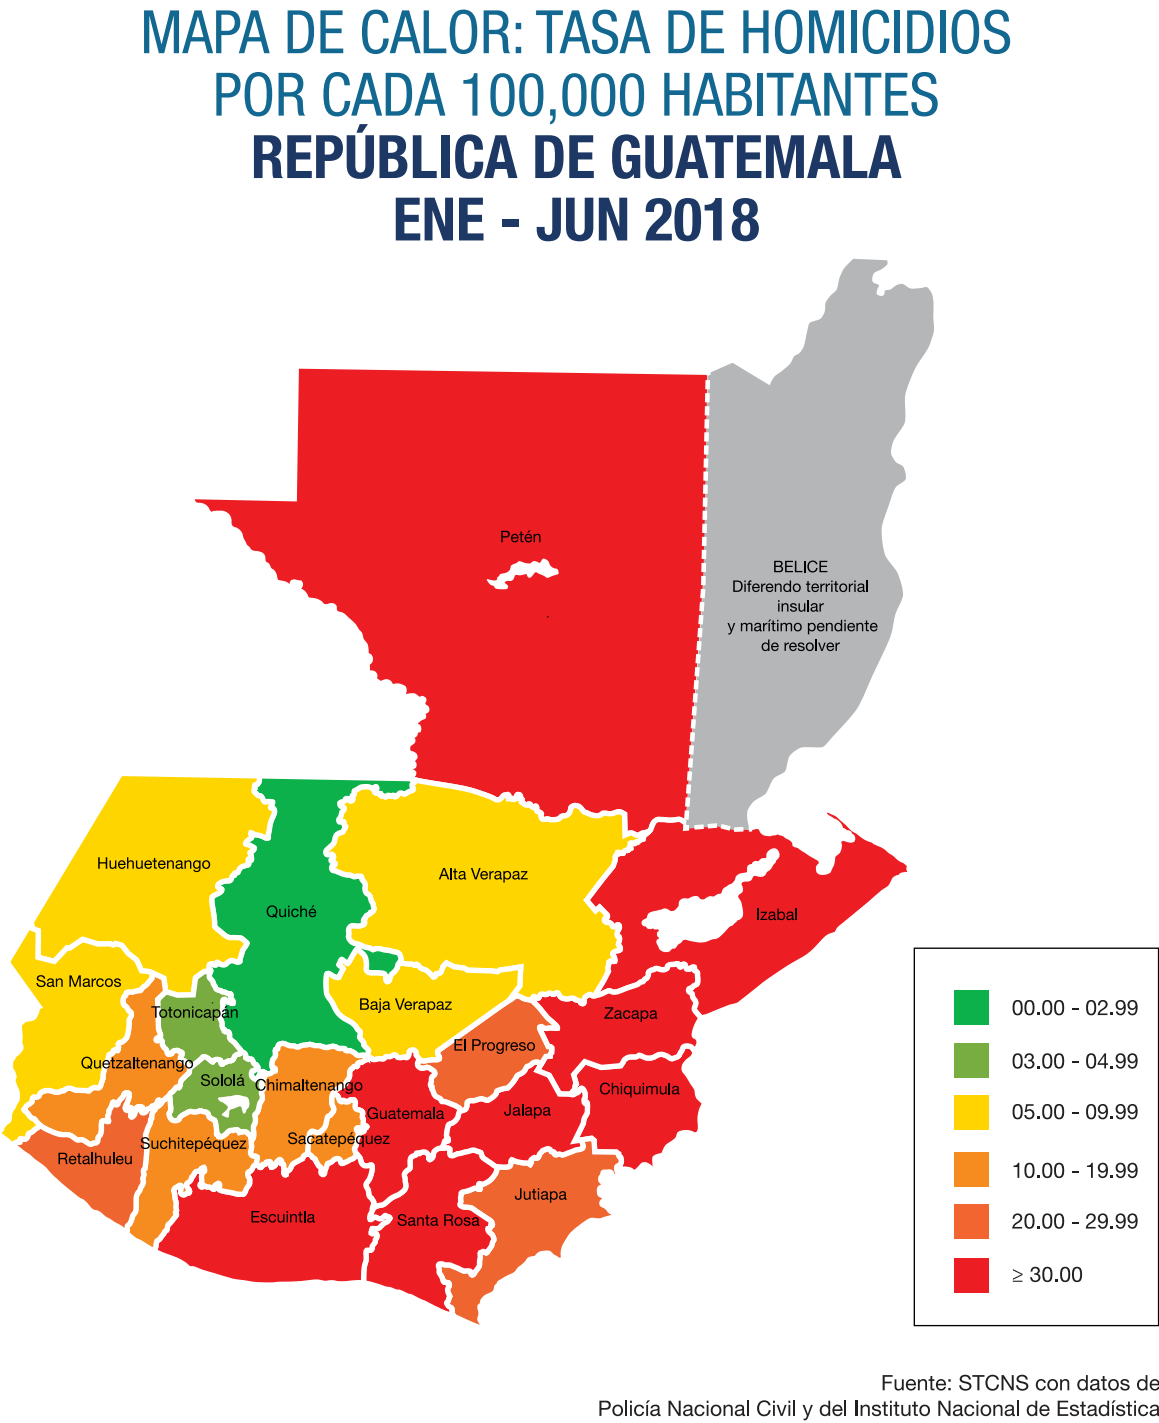 MAPA DE CALOR: TASA DE HOMICIDIOS
POR CADA 100,000 HABITANTES
REPÚBLICA DE GUATEMALA
ENE - JUN 2018
Petén
BELICE
Diferendo territorial
insular
y marítimo pendiente
de resolver
Huehuetenango
Alta Verapaz
Quiché
Izabal
San Marcos
Baja Verapaz
Totonicapán
Zacapa
El Progreso
Quetzaltenango
Sololá
Chimaltenango
Chiquimula
Guatemala
Jalapa
Suchitepéquez
Sacatepéquez
Retalhuleu
Jutiapa
Escuintla
Santa Rosa
00.00 - 02.99
03.00 - 04.99
05.00 - 09.99
10.00 - 19.99
20.00 - 29.99
≥ 30.00
Fuente: STCNS con datos de
Policía Nacional Civil y del Instituto Nacional de Estadística